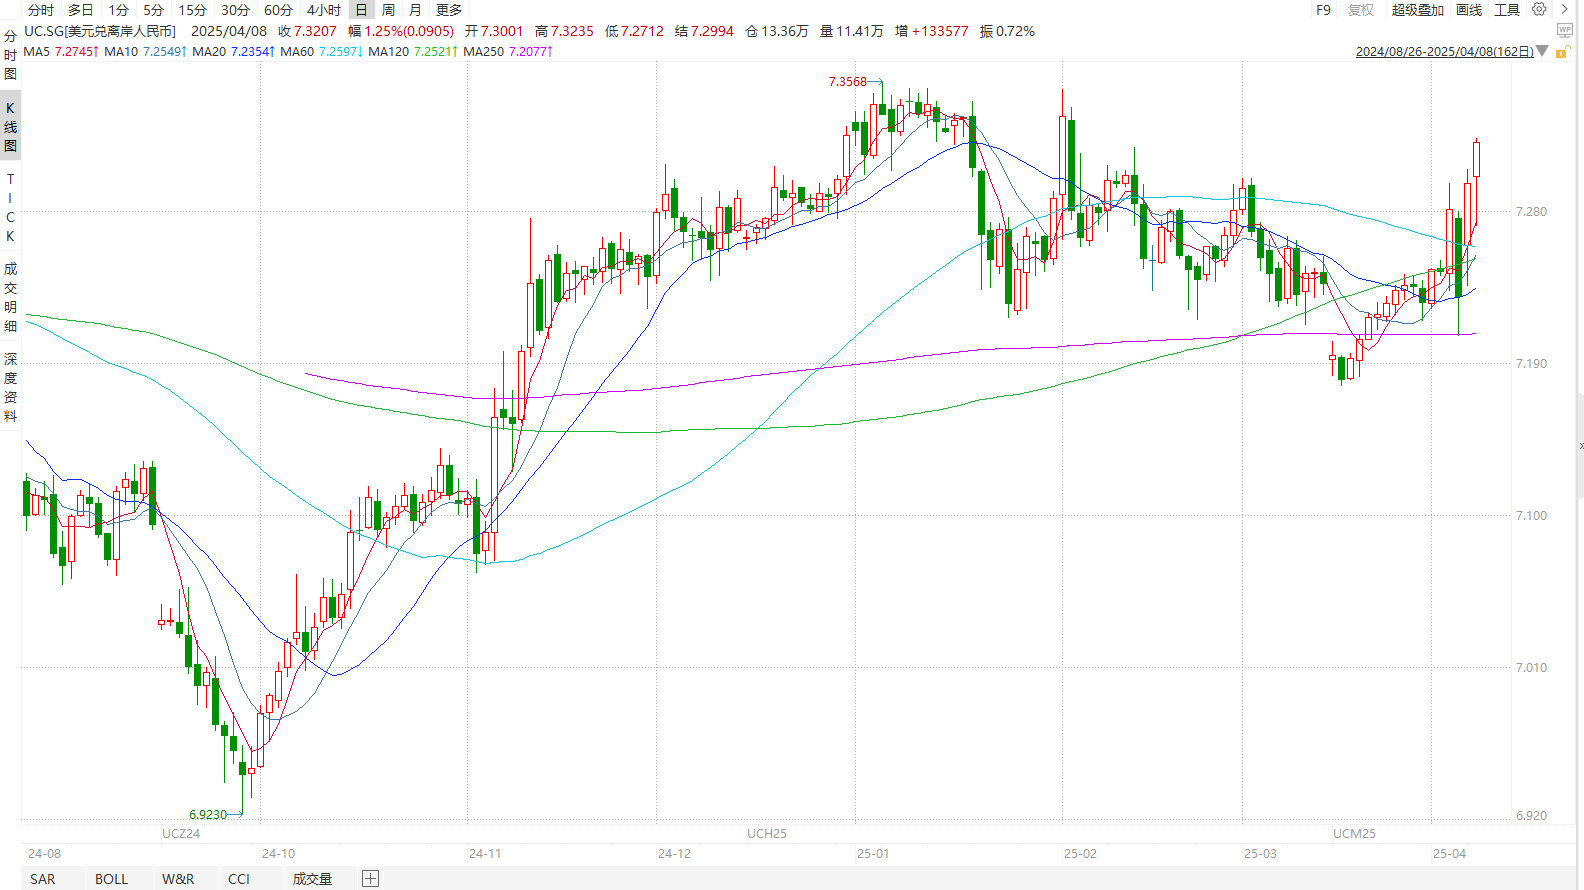 分时 多日 1分 5分 15分 30分 60分 4小时 日 周 月 更多 F9 复权 超级叠加 画线 工具
UC.SG[美元兑离岸人民币] 2025/04/08 收 7.3207 幅 1.25%(0.0905) 开 7.3001 高 7.3235 低 7.2712 结 7.2994 仓 13.36万 量 11.41万 增 +133577 振 0.72%
MA5 7.2745↑ MA10 7.2549↑ MA20 7.2354↑ MA60 7.2597↓ MA120 7.2521↑ MA250 7.2077↑ 2024/08/26-2025/04/08(162日)
WP
分时图
K线图
TICK
成交明细
深度资料
7.3568
7.280
7.190
7.100
7.010
6.920
6.9230
UCZ24 UCH25 UCM25
24-08 24-10 24-11 24-12 25-01 25-02 25-03 25-04
SAR BOLL W&R CCI 成交量